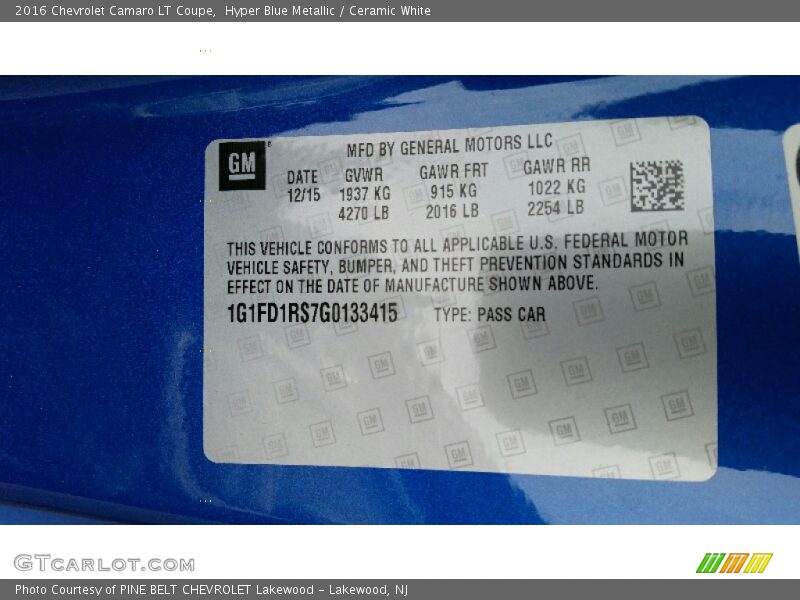 2016 Chevrolet Camaro LT Coupe,  Hyper Blue Metallic / Ceramic White
GM
MFD BY GENERAL MOTORS LLC
DATE GVWR GAWR FRT GAWR RR
12/15 1937 KG 915 KG 1022 KG
4270 LB 2016 LB 2254 LB
THIS VEHICLE CONFORMS TO ALL APPLICABLE U.S. FEDERAL MOTOR
VEHICLE SAFETY, BUMPER, AND THEFT PREVENTION STANDARDS IN
EFFECT ON THE DATE OF MANUFACTURE SHOWN ABOVE.
1G1FD1RS7G0133415 TYPE: PASS CAR
GTCARLOT.COM
Photo Courtesy of PINE BELT CHEVROLET Lakewood - Lakewood, NJ